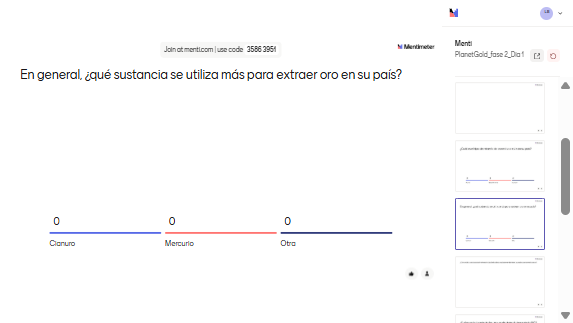 Join at menti.com | use code 3586 3951
Mentimeter
En general, ¿qué sustancia se utiliza más para extraer oro en su país?
0
0
0
Cianuro
Mercurio
Otra
Menti
PlanetGold_fase 2_Dia 1